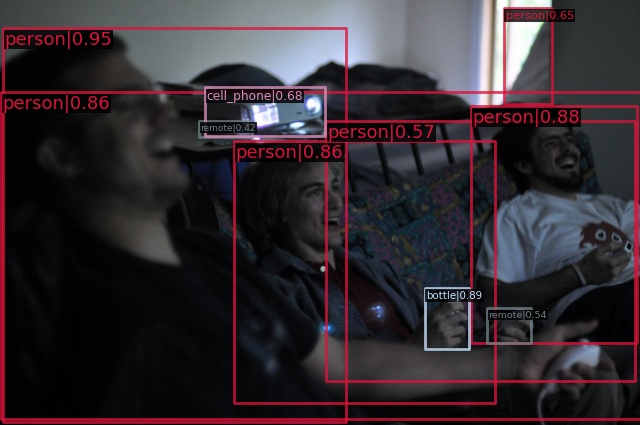 person|0.65
person|0.95
cell_phone|0.68
person|0.86
person|0.88
remote|0.42
person|0.57
person|0.86
bottle|0.89
remote|0.54